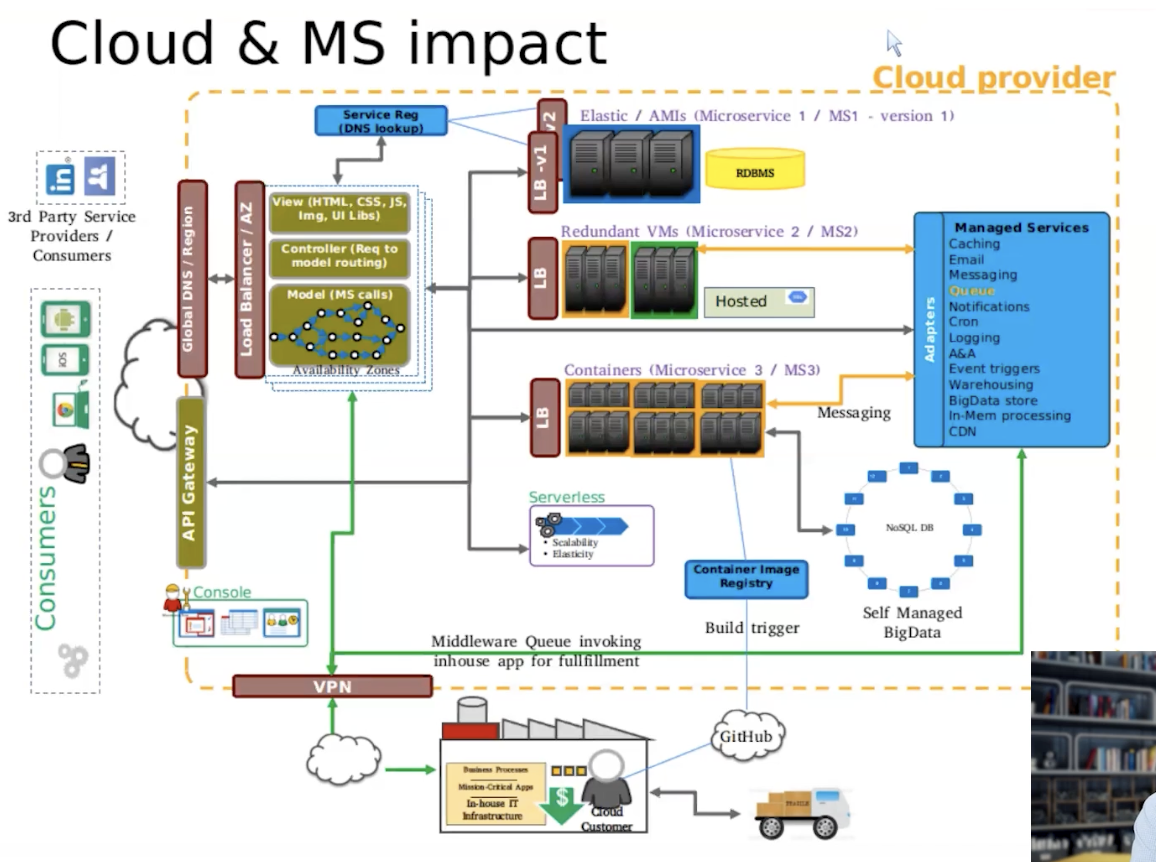 Cloud & MS impact
Cloud provider
Service Reg
(DNS lookup)
v2
Elastic / AMIs (Microservice 1 / MS1 - version 1)
LB -v1
RDBMS
in
3rd Party Service
Providers /
Consumers
Global DNS / Region
Load Balancer / AZ
View (HTML, CSS, JS,
Img, UI Libs)
Controller (Req to
model routing)
Model (MS calls)
Availability Zones
Redundant VMs (Microservice 2 / MS2)
LB
Hosted
Adapters
Managed Services
Caching
Email
Messaging
Queue
Notifications
Cron
Logging
A&A
Event triggers
Warehousing
BigData store
In-Mem processing
CDN
Containers (Microservice 3 / MS3)
LB
Messaging
iOS
Consumers
API Gateway
Serverless
• Scalability
• Elasticity
NoSQL DB
Self Managed
BigData
Container Image
Registry
Build trigger
Console
Middleware Queue invoking
inhouse app for fullfillment
VPN
GitHub
Business Processes
Mission-Critical Apps
In-house IT
Infrastructure
$
Cloud
Customer
FRAGILE